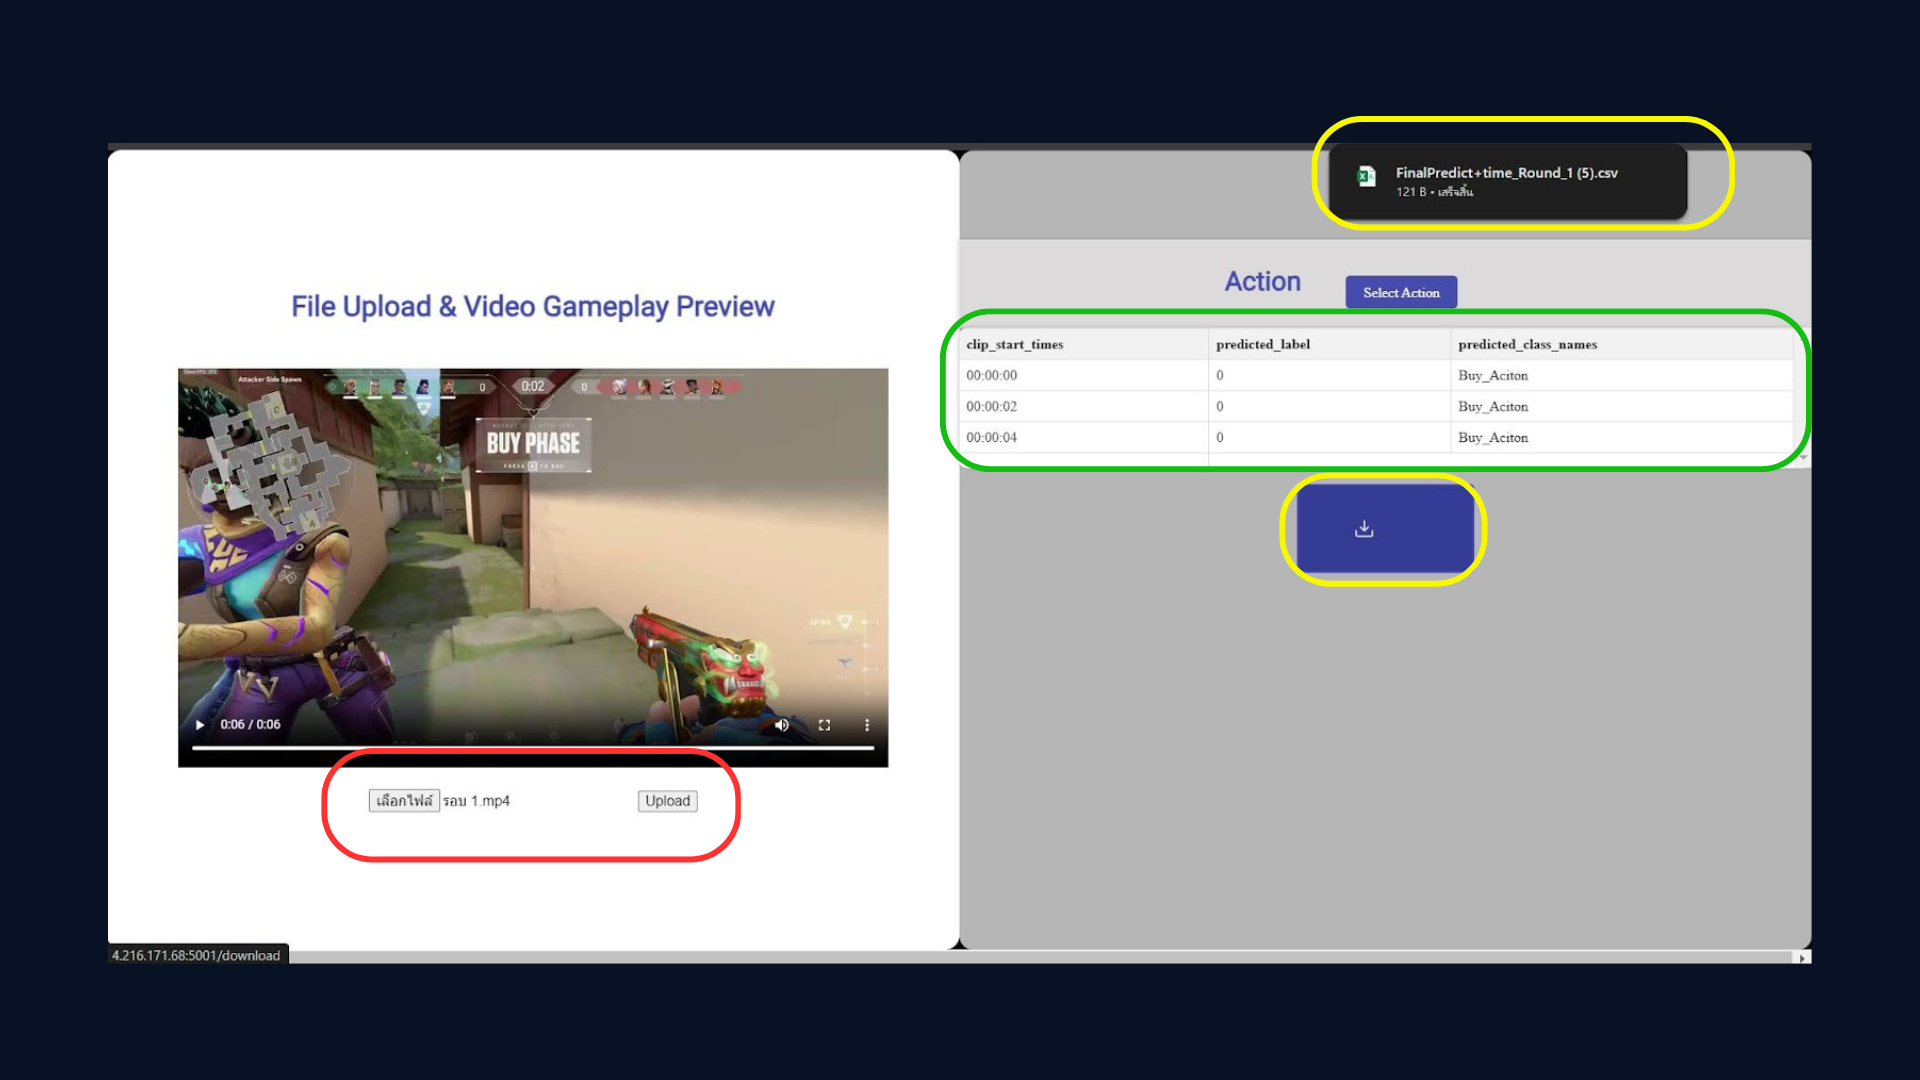 FinalPredict+time_Round_1 (5).csv
121 B • เสร็จสิ้น
File Upload & Video Gameplay Preview
Attacker Side Spawn
0 0:02 0
BUY PHASE
C
A
SPIKE
0:06 / 0:06
เลือกไฟล์ รอบ 1.mp4 Upload
Action Select Action
clip_start_times predicted_label predicted_class_names
00:00:00 0 Buy_Aciton
00:00:02 0 Buy_Aciton
00:00:04 0 Buy_Aciton
4.216.171.68:5001/download